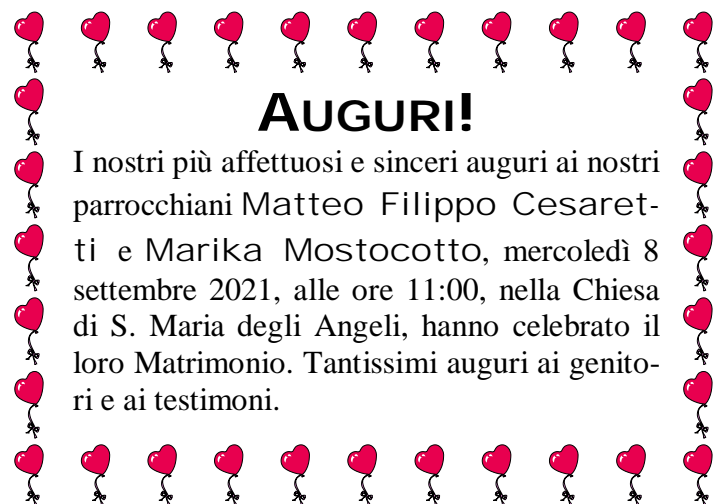 AUGURI!
I nostri più affettuosi e sinceri auguri ai nostri
parrocchiani Matteo Filippo Cesaret-
ti e Marika Mostocotto, mercoledì 8
settembre 2021, alle ore 11:00, nella Chiesa
di S. Maria degli Angeli, hanno celebrato il
loro Matrimonio. Tantissimi auguri ai genito-
ri e ai testimoni.